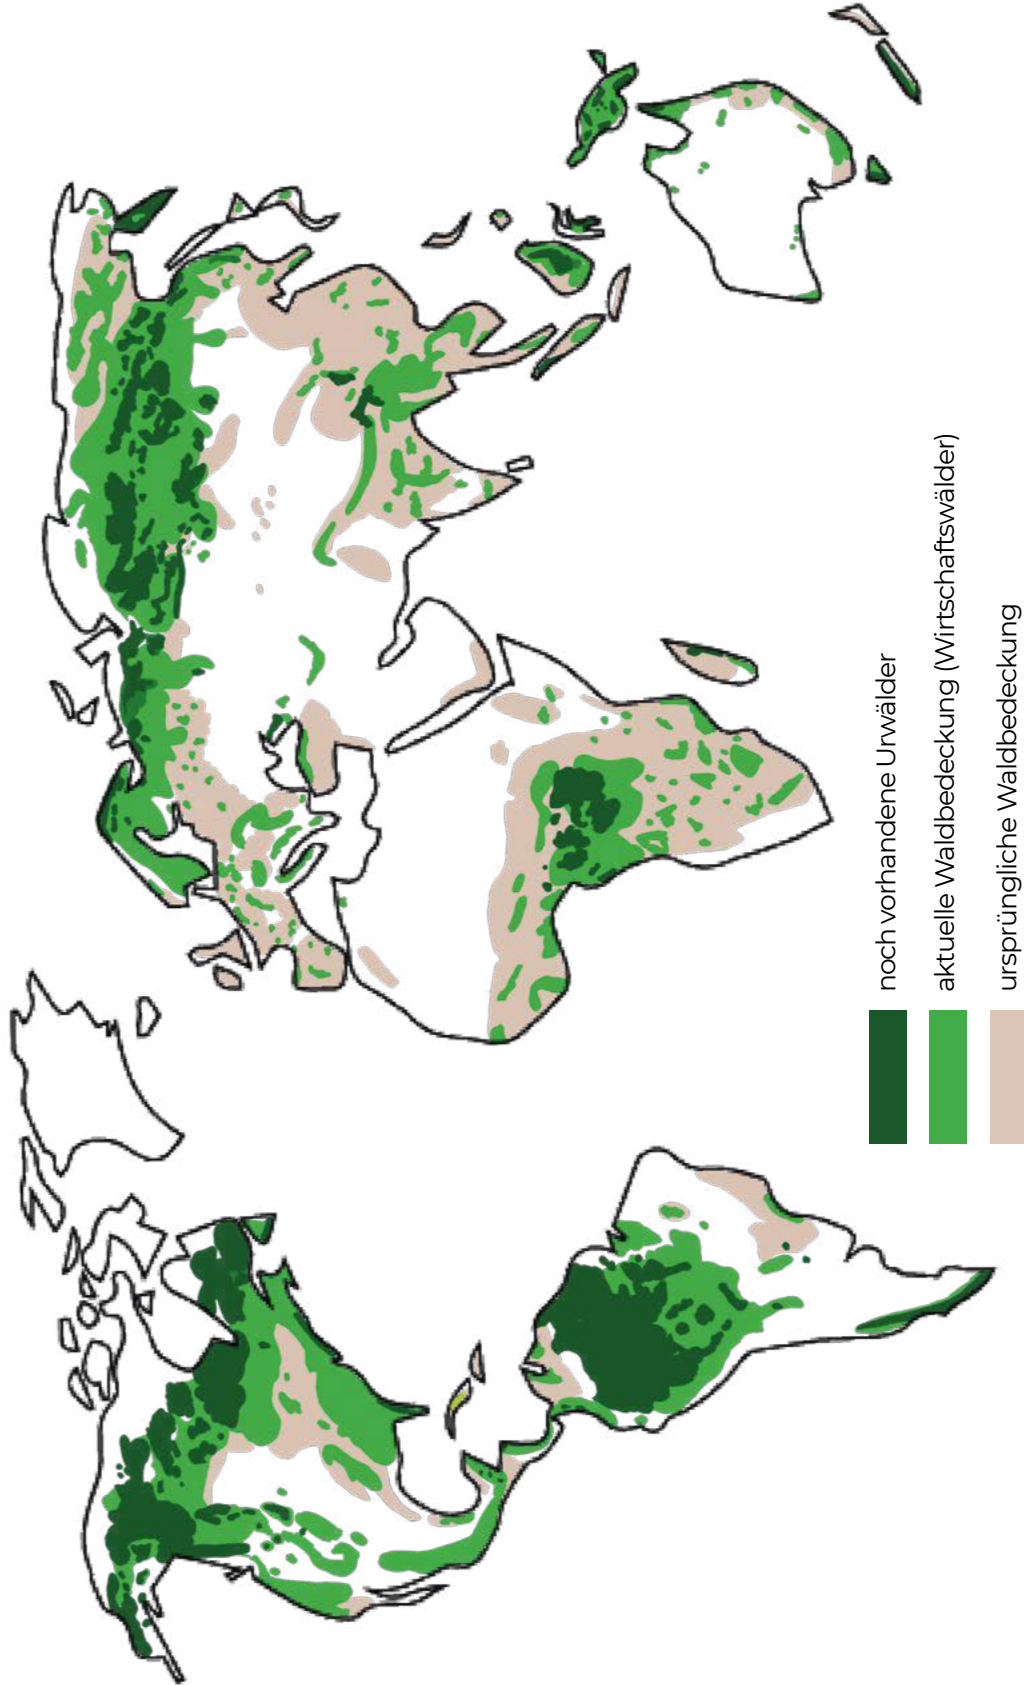 noch vorhandene Urwälder
aktuelle Waldbedeckung (Wirtschaftswälder)
ursprüngliche Waldbedeckung